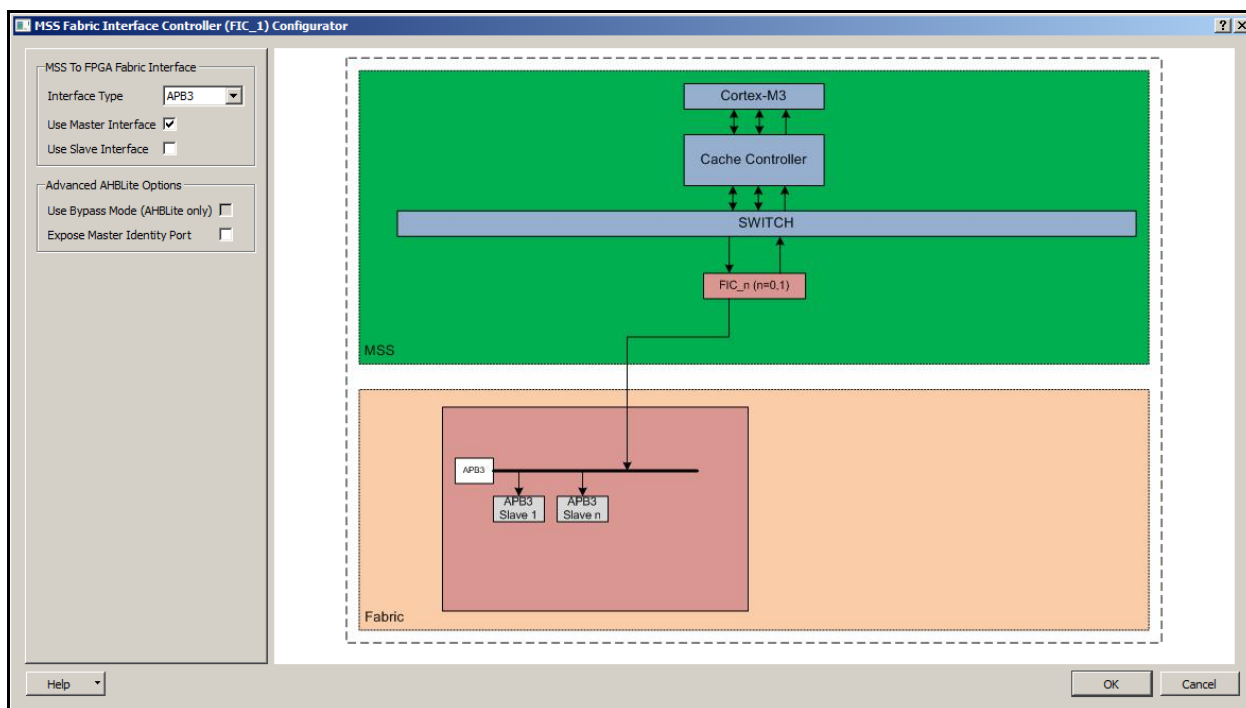 MSS Fabric Interface Controller (FIC_1) Configurator
MSS To FPGA Fabric Interface
Interface Type APB3
Use Master Interface
Use Slave Interface
Advanced AHBLite Options
Use Bypass Mode (AHBLite only)
Expose Master Identity Port
Cortex-M3
Cache Controller
SWITCH
FIC_n (n=0,1)
MSS
APB3
APB3
Slave 1
APB3
Slave n
Fabric
Help
OK
Cancel